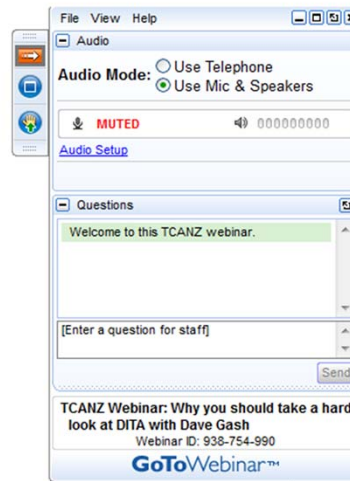 File View Help
Audio
Audio Mode: Use Telephone
Use Mic & Speakers
MUTED 000000000
Audio Setup
Questions
Welcome to this TCANZ webinar.
[Enter a question for staff]
Send
TCANZ Webinar: Why you should take a hard
look at DITA with Dave Gash
Webinar ID: 938-754-990
GoToWebinar™